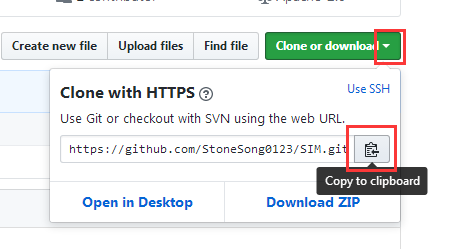 Create new file Upload files Find file Clone or download
Clone with HTTPS
Use SSH
Use Git or checkout with SVN using the web URL.
https://github.com/StoneSong0123/SIM.git
Copy to clipboard
Open in Desktop Download ZIP